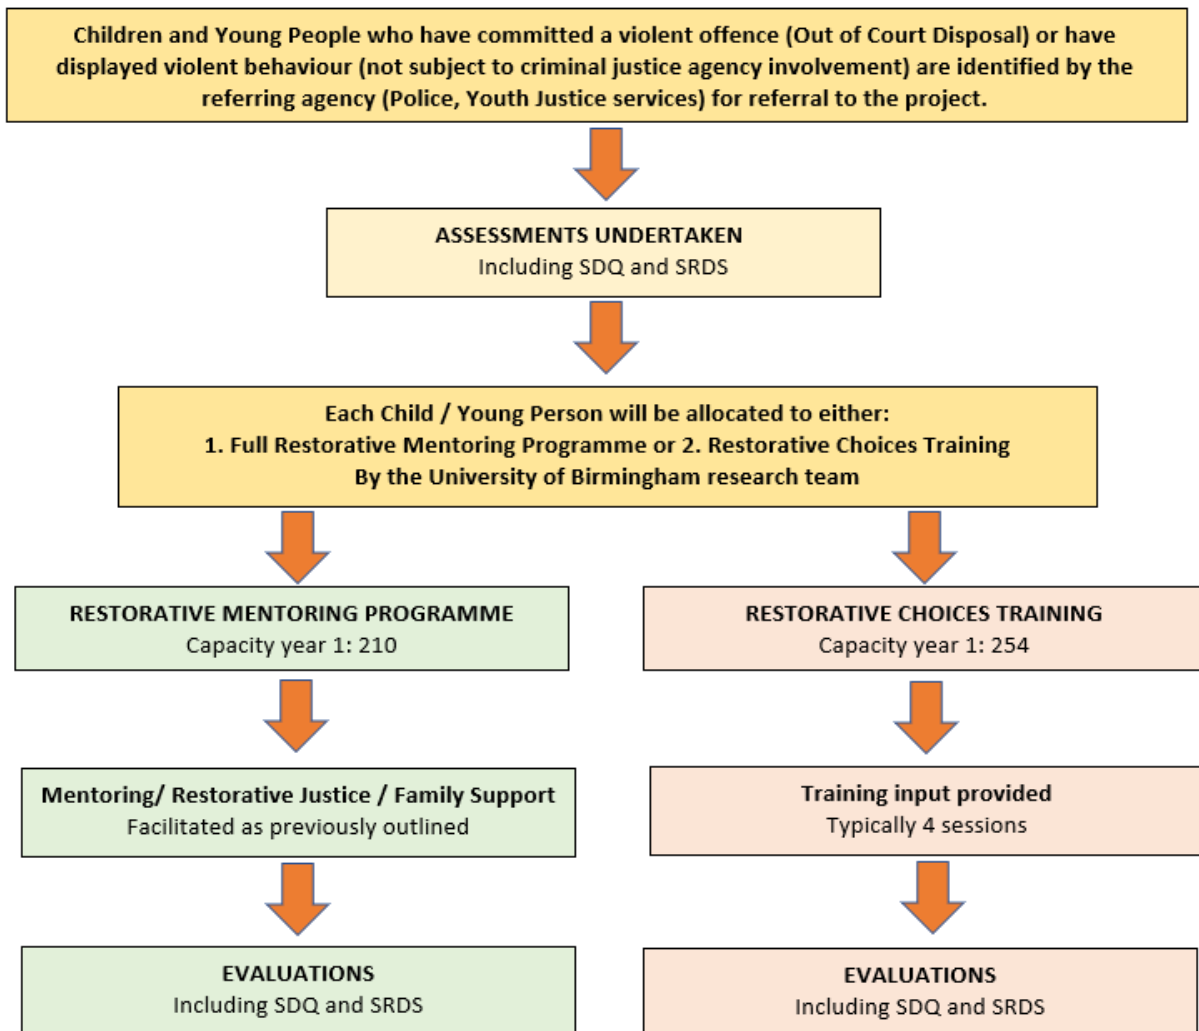 Children and Young People who have committed a violent offence (Out of Court Disposal) or have
displayed violent behaviour (not subject to criminal justice agency involvement) are identified by the
referring agency (Police, Youth Justice services) for referral to the project.
ASSESSMENTS UNDERTAKEN
Including SDQ and SRDS
Each Child / Young Person will be allocated to either:
1. Full Restorative Mentoring Programme or 2. Restorative Choices Training
By the University of Birmingham research team
RESTORATIVE MENTORING PROGRAMME
Capacity year 1: 210
RESTORATIVE CHOICES TRAINING
Capacity year 1: 254
Mentoring/ Restorative Justice / Family Support
Facilitated as previously outlined
Training input provided
Typically 4 sessions
EVALUATIONS
Including SDQ and SRDS
EVALUATIONS
Including SDQ and SRDS